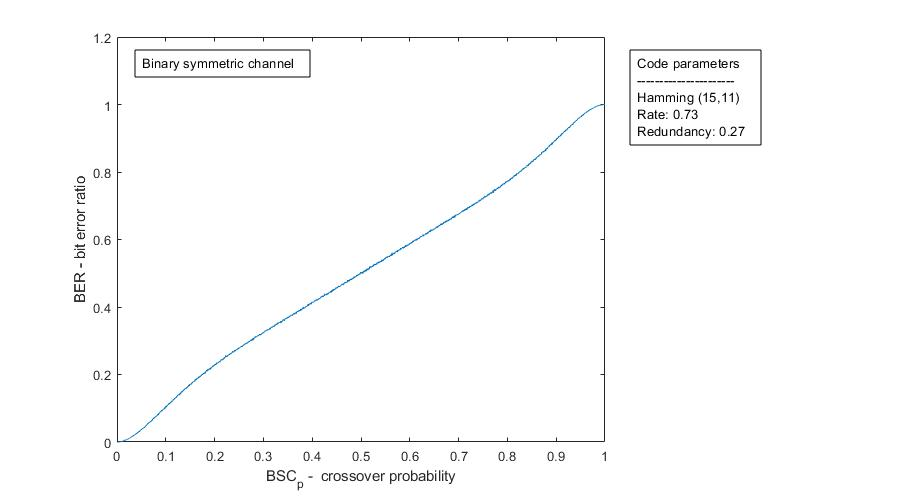 Binary symmetric channel
Code parameters
----------------------
Hamming (15,11)
Rate: 0.73
Redundancy: 0.27
1.2
1
0.8
0.6
0.4
0.2
0
BER - bit error ratio
0 0.1 0.2 0.3 0.4 0.5 0.6 0.7 0.8 0.9 1
BSCp - crossover probability